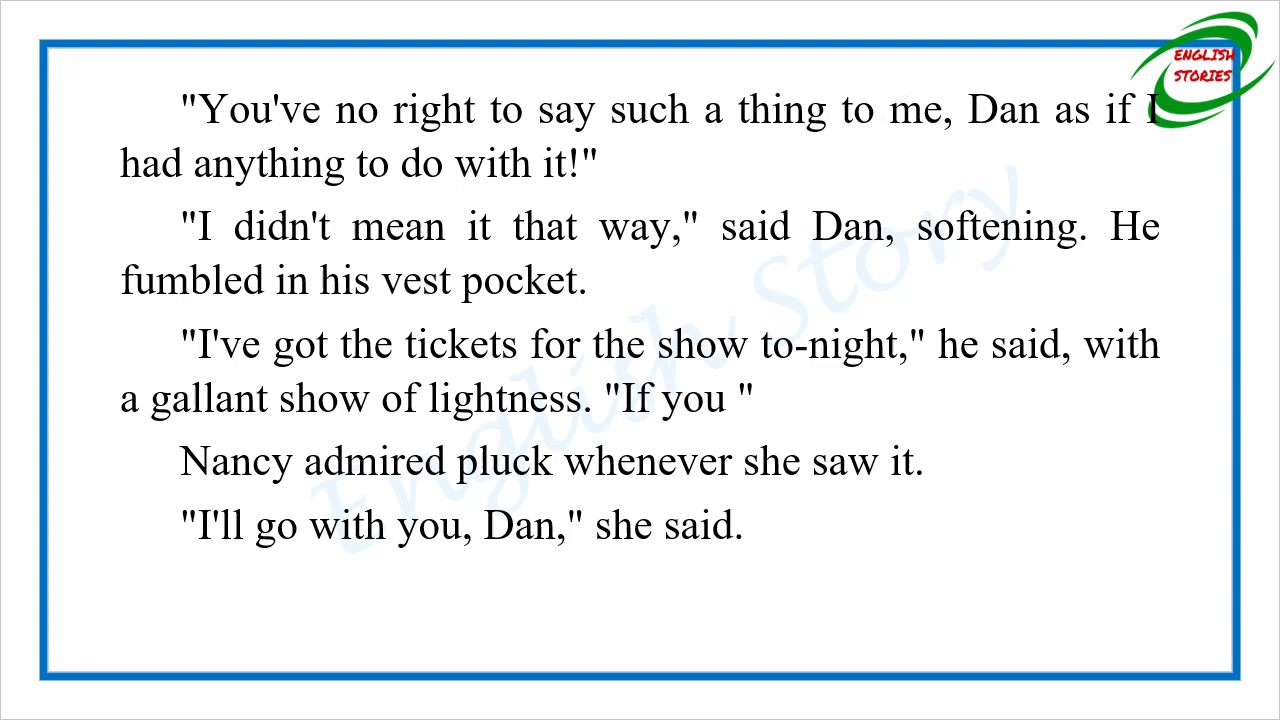 ENGLISH
STORIES
"You've no right to say such a thing to me, Dan as if I
had anything to do with it!"
"I didn't mean it that way," said Dan, softening. He
fumbled in his vest pocket.
"I've got the tickets for the show to-night," he said, with
a gallant show of lightness. "If you "
Nancy admired pluck whenever she saw it.
"I'll go with you, Dan," she said.
English Story